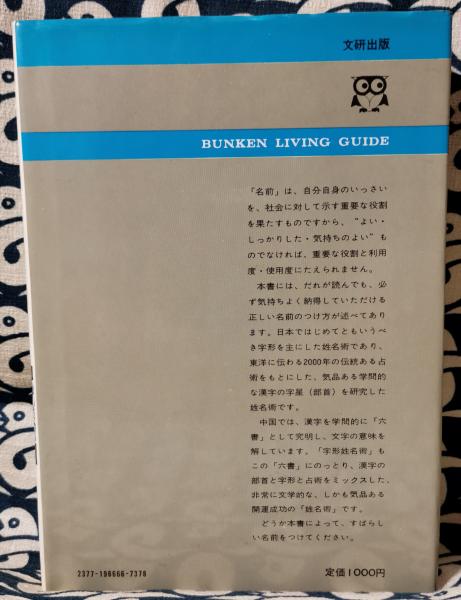 文研出版
BUNKEN LIVING GUIDE
「名前」は、自分自身のいっさい
を、社会に対して示す重要な役割
を果たすものですから、“よい・
しっかりした・気持ちのよい”も
のでなければ、重要な役割と利用
度・使用度にたえられません。
本書には、だれが読んでも、必
ず気持ちよく納得していただける
正しい名前のつけ方が述べてあり
ます。日本ではじめてともいうべ
き字形を主にした姓名術であり、
東洋に伝わる2000年の伝統ある占
術をもとにした、気品ある学問的
な漢字の字星（部首）を研究した
姓名術です。
中国では、漢字を学問的に「六
書」として究明し、文字の意味を
解しています。「字形姓名術」も
この「六書」にのっとり、漢字の
部首と字形と占術をミックスした、
非常に文学的な、しかも気品ある
開運成功の「姓名術」です。
どうか本書によって、すばらし
い名前をつけてください。
2377-196666-7378
定価1000円